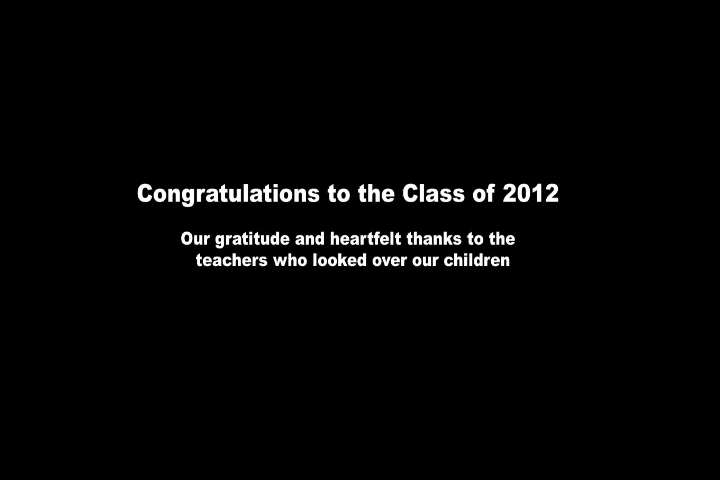 Congratulations to the Class of 2012
Our gratitude and heartfelt thanks to the
teachers who looked over our children